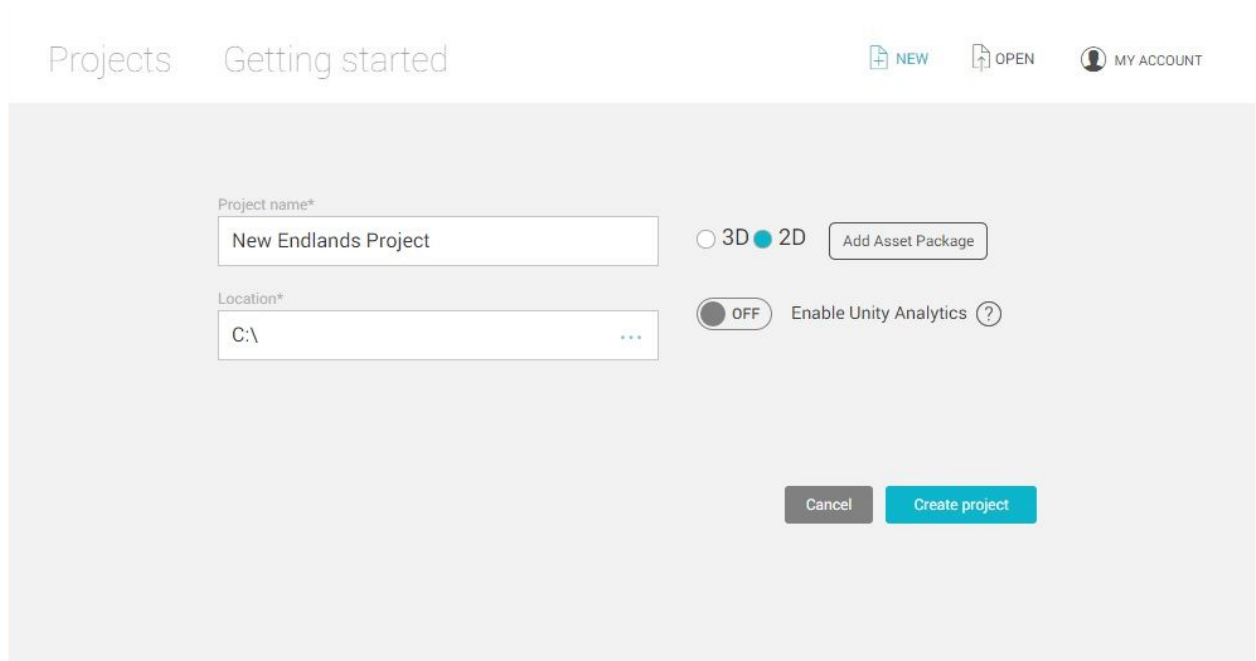 Projects Getting started NEW OPEN MY ACCOUNT
Project name*
New Endlands Project
3D 2D Add Asset Package
Location*
C:\ ...
OFF Enable Unity Analytics ?
Cancel Create project